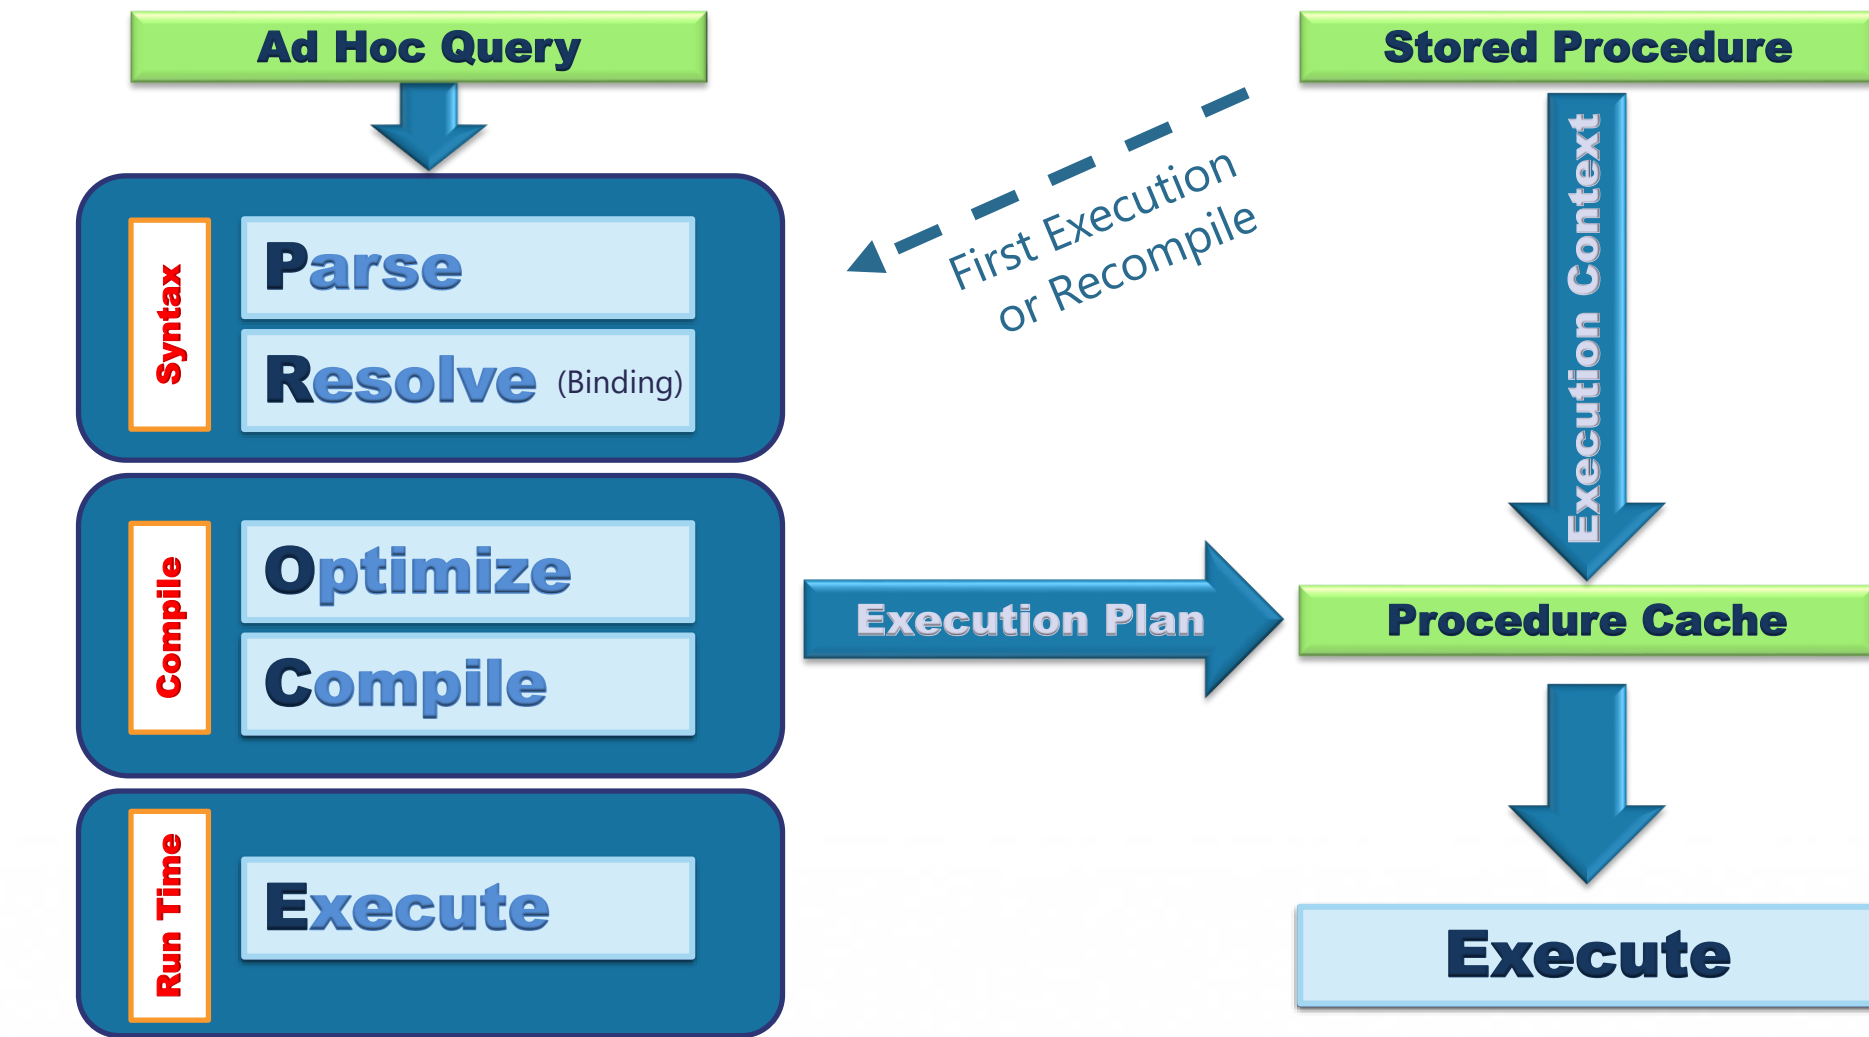 Ad Hoc Query
Syntax
Parse
Resolve (Binding)
Compile
Optimize
Compile
Run Time
Execute
First Execution
or Recompile
Execution Plan
Stored Procedure
Execution Context
Procedure Cache
Execute